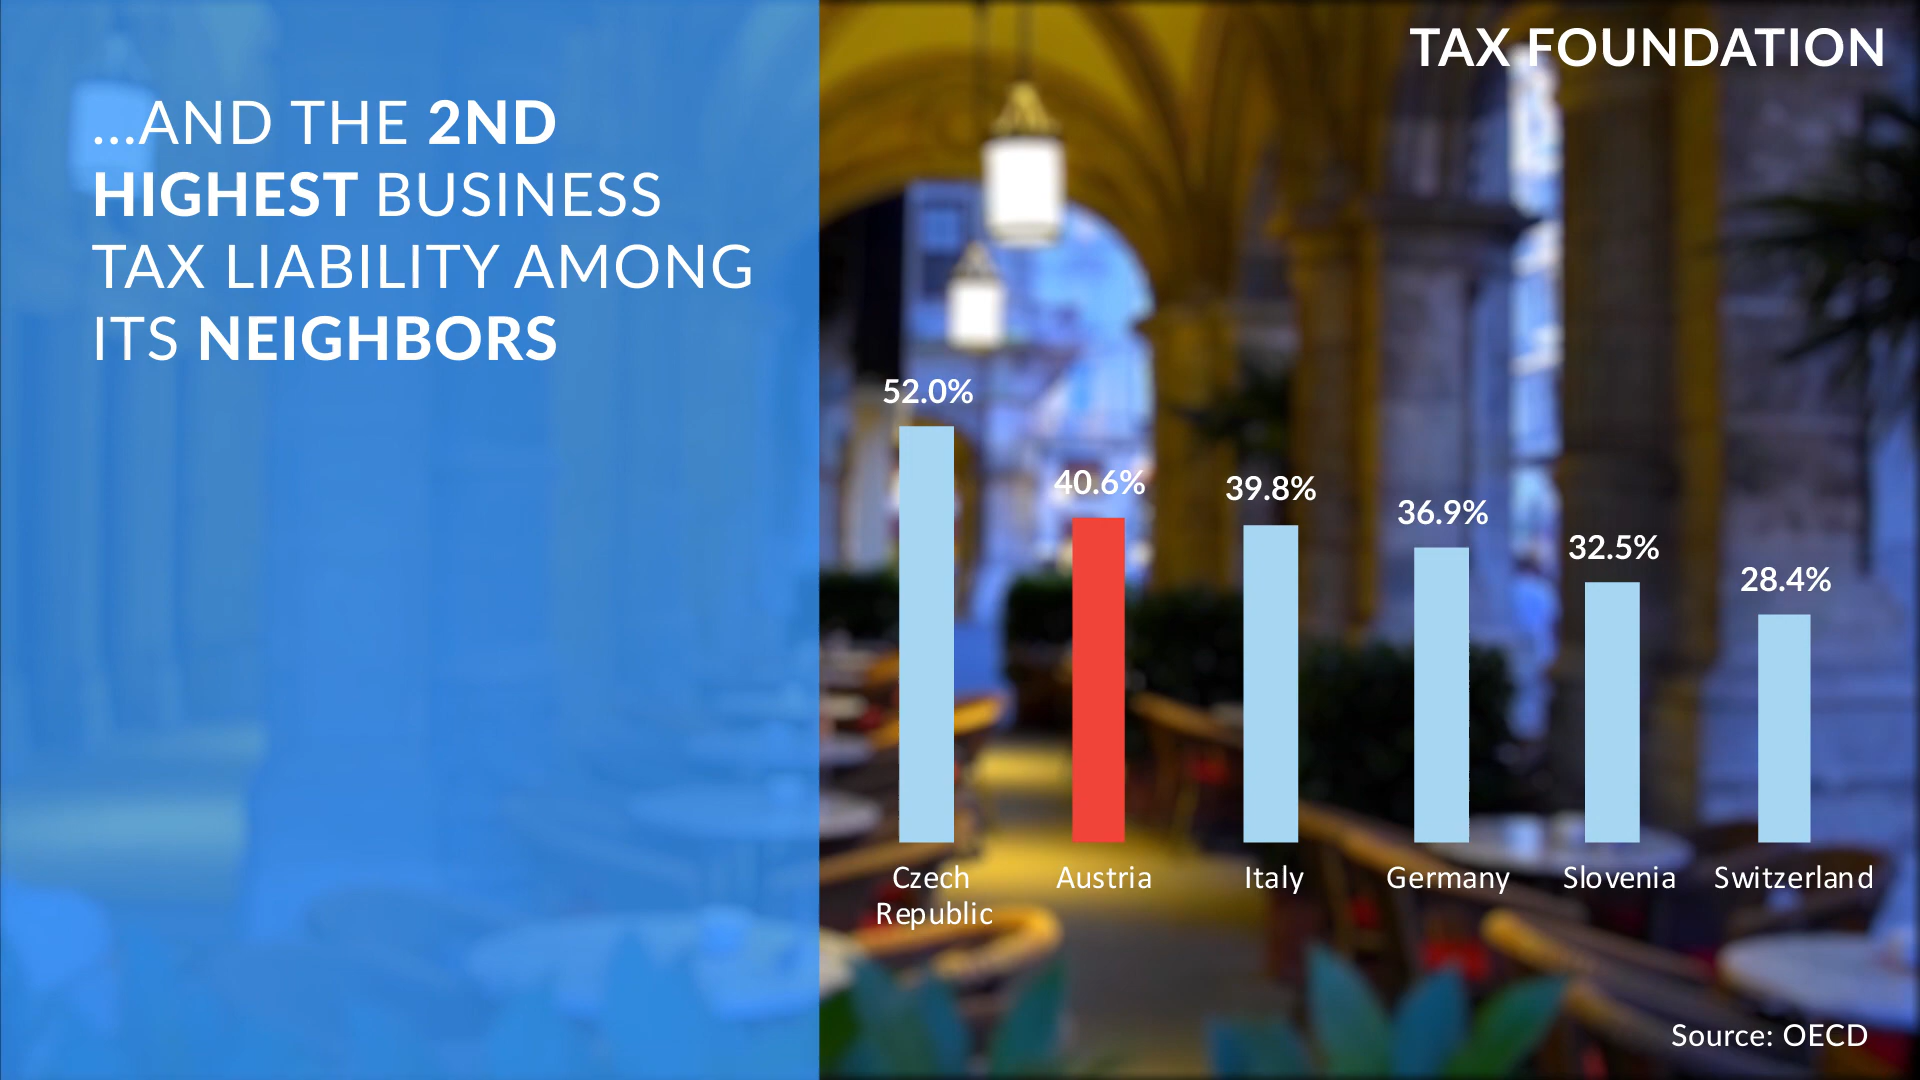 TAX FOUNDATION
...AND THE 2ND
HIGHEST BUSINESS
TAX LIABILITY AMONG
ITS NEIGHBORS
52.0%
40.6%
39.8%
36.9%
32.5%
28.4%
Czech
Republic
Austria
Italy
Germany
Slovenia
Switzerland
Source: OECD